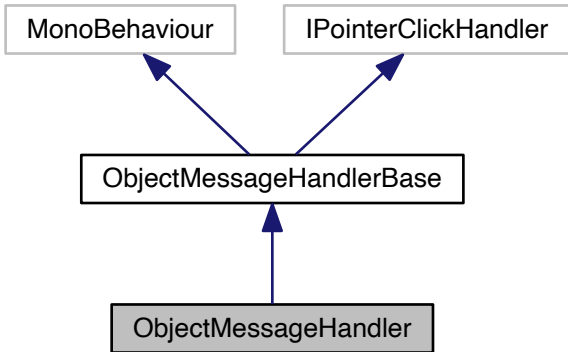 MonoBehaviour
IPointerClickHandler
ObjectMessageHandlerBase
ObjectMessageHandler